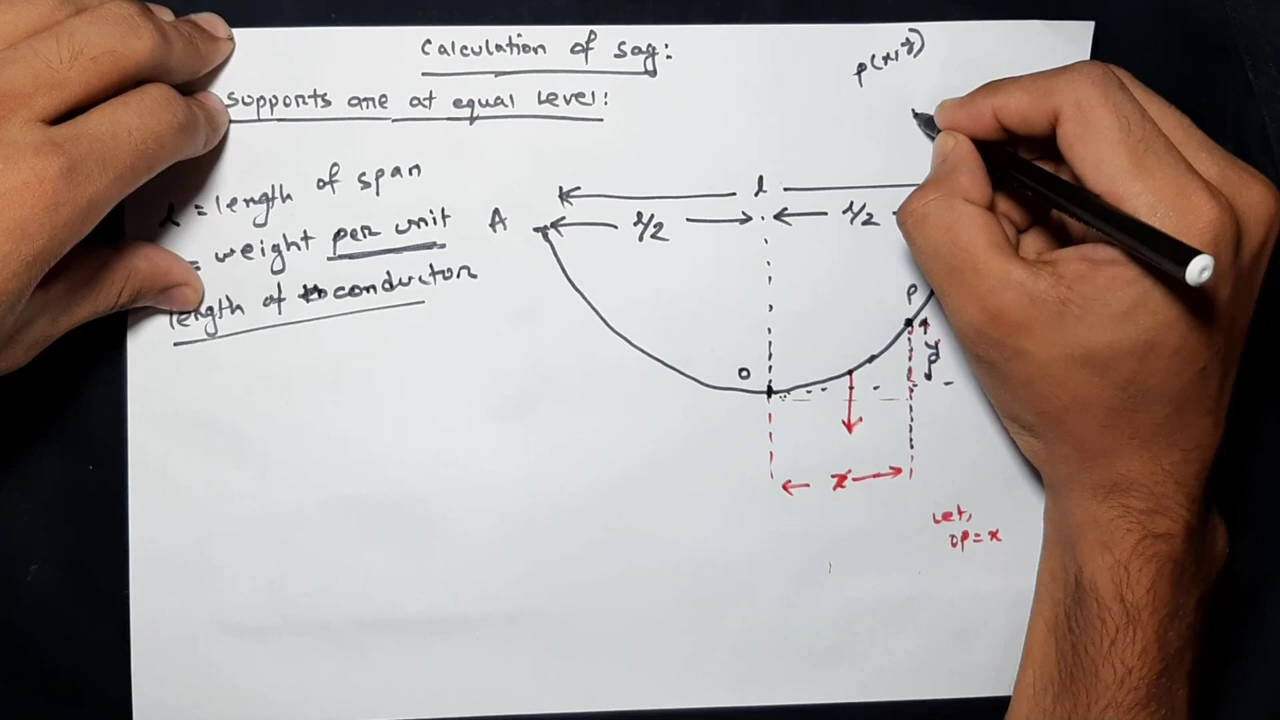 Calculation of sag:
supports are at equal Level:
P(x,y)
l = length of span
= weight per unit
length of conductor
l
A
l/2
l/2
P
y
O
x
Let,
OP = x